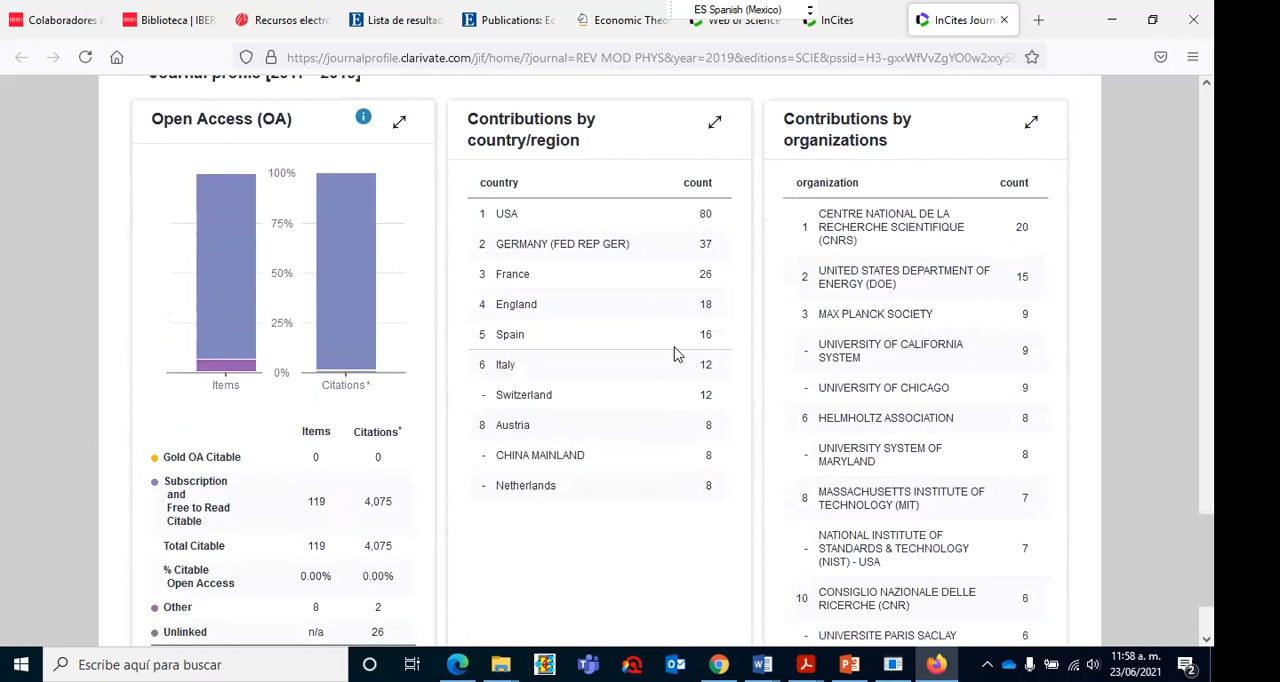 ES Spanish (Mexico)
Colaboradores
Biblioteca | IBER
Recursos electró
Lista de resulta
Publications: Ec
Economic Theo
Web of Science
InCites
InCites Journ
https://journalprofile.clarivate.com/jif/home/?journal=REV MOD PHYS&year=2019&editions=SCIE&pssid=H3-
Journal profile [2017 - 2018]
Open Access (OA)
100%
75%
50%
25%
0%
Items
Citations*
Items Citations*
Gold OA Citable 0 0
Subscription
and
Free to Read
Citable
119 4,075
Total Citable 119 4,075
% Citable
Open Access
0.00% 0.00%
Other 8 2
Unlinked n/a 26
Contributions by
country/region
country count
1 USA 80
2 GERMANY (FED REP GER) 37
3 France 26
4 England 18
5 Spain 16
6 Italy 12
- Switzerland 12
8 Austria 8
- CHINA MAINLAND 8
- Netherlands 8
Contributions by
organizations
organization count
CENTRE NATIONAL DE LA
1 RECHERCHE SCIENTIFIQUE 20
(CNRS)
2 UNITED STATES DEPARTMENT OF 15
ENERGY (DOE)
3 MAX PLANCK SOCIETY 9
- UNIVERSITY OF CALIFORNIA 9
SYSTEM
- UNIVERSITY OF CHICAGO 9
6 HELMHOLTZ ASSOCIATION 8
- UNIVERSITY SYSTEM OF 8
MARYLAND
8 MASSACHUSETTS INSTITUTE OF 7
TECHNOLOGY (MIT)
NATIONAL INSTITUTE OF
- STANDARDS & TECHNOLOGY 7
(NIST) - USA
10 CONSIGLIO NAZIONALE DELLE 6
RICERCHE (CNR)
- UNIVERSITE PARIS SACLAY 6
Escribe aquí para buscar
11:58 a. m.
23/06/2021
2